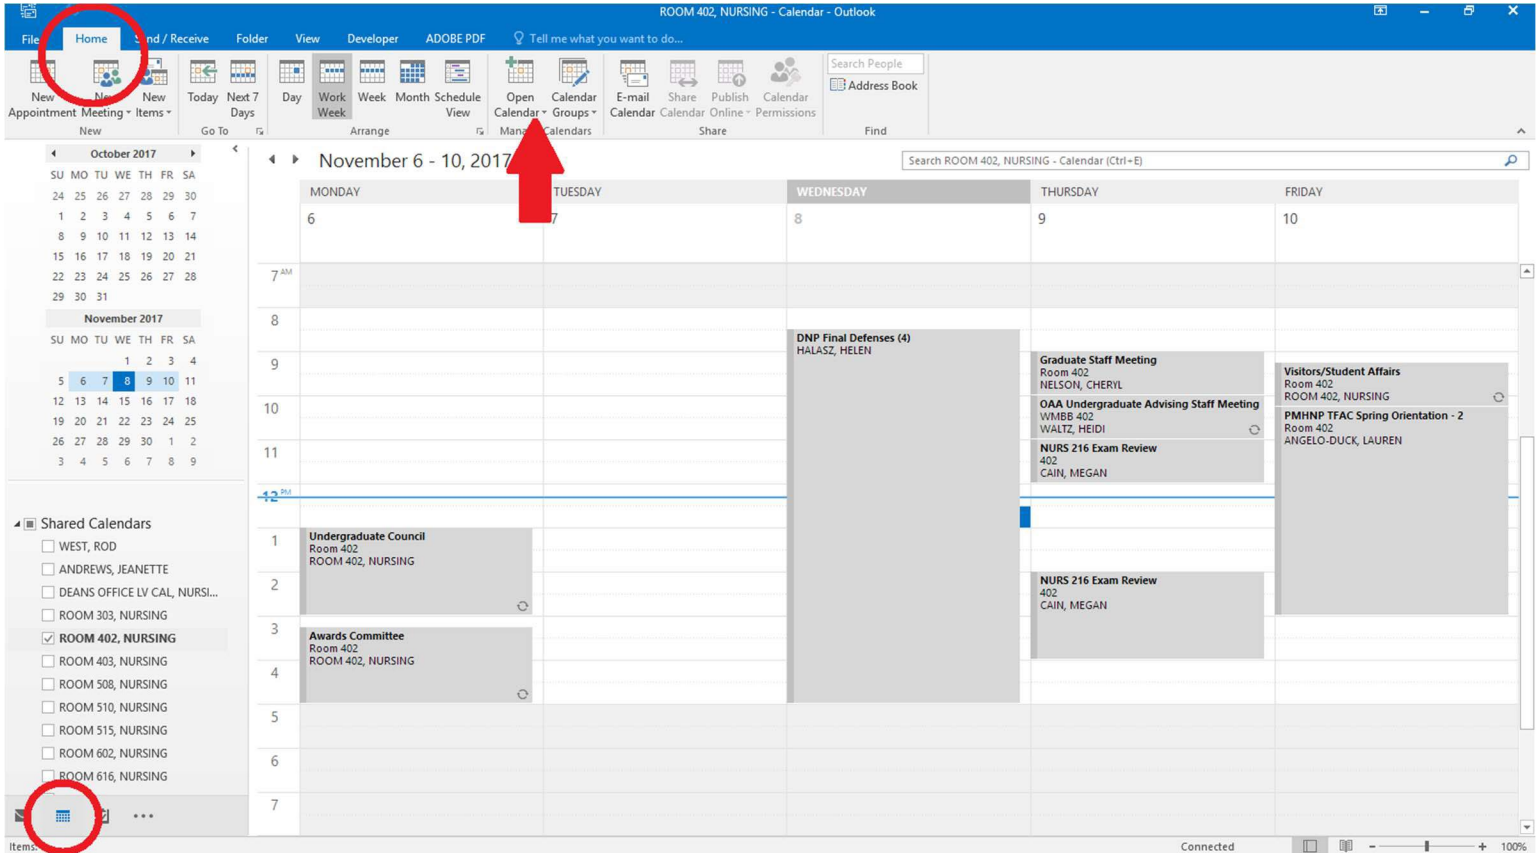 ROOM 402, NURSING - Calendar - Outlook
File Home Send / Receive Folder View Developer ADOBE PDF Tell me what you want to do...
New Appointment
New Meeting
New Items
Today
Next 7 Days
Day
Work Week
Week
Month
Schedule View
Open Calendar
Calendar Groups
E-mail Calendar
Share Calendar
Publish Online
Calendar Permissions
Search People
Address Book
New Go To Arrange Calendars Share Find
October 2017
SU MO TU WE TH FR SA
24 25 26 27 28 29 30
1 2 3 4 5 6 7
8 9 10 11 12 13 14
15 16 17 18 19 20 21
22 23 24 25 26 27 28
29 30 31
November 2017
SU MO TU WE TH FR SA
1 2 3 4
5 6 7 8 9 10 11
12 13 14 15 16 17 18
19 20 21 22 23 24 25
26 27 28 29 30 1 2
3 4 5 6 7 8 9
Shared Calendars
WEST, ROD
ANDREWS, JEANETTE
DEANS OFFICE LV CAL, NURSI...
ROOM 303, NURSING
ROOM 402, NURSING
ROOM 403, NURSING
ROOM 508, NURSING
ROOM 510, NURSING
ROOM 515, NURSING
ROOM 602, NURSING
ROOM 616, NURSING
November 6 - 10, 2017
Search ROOM 402, NURSING - Calendar (Ctrl+E)
MONDAY TUESDAY WEDNESDAY THURSDAY FRIDAY
6 7 8 9 10
7 AM
8
9
10
11
12 PM
1
2
3
4
5
6
7
Undergraduate Council
Room 402
ROOM 402, NURSING
Awards Committee
Room 402
ROOM 402, NURSING
DNP Final Defenses (4)
HALASZ, HELEN
Graduate Staff Meeting
Room 402
NELSON, CHERYL
OAA Undergraduate Advising Staff Meeting
WMBB 402
WALTZ, HEIDI
NURS 216 Exam Review
402
CAIN, MEGAN
NURS 216 Exam Review
402
CAIN, MEGAN
Visitors/Student Affairs
Room 402
ROOM 402, NURSING
PMHNP TFAC Spring Orientation - 2
Room 402
ANGELO-DUCK, LAUREN
Items:
Connected
100%